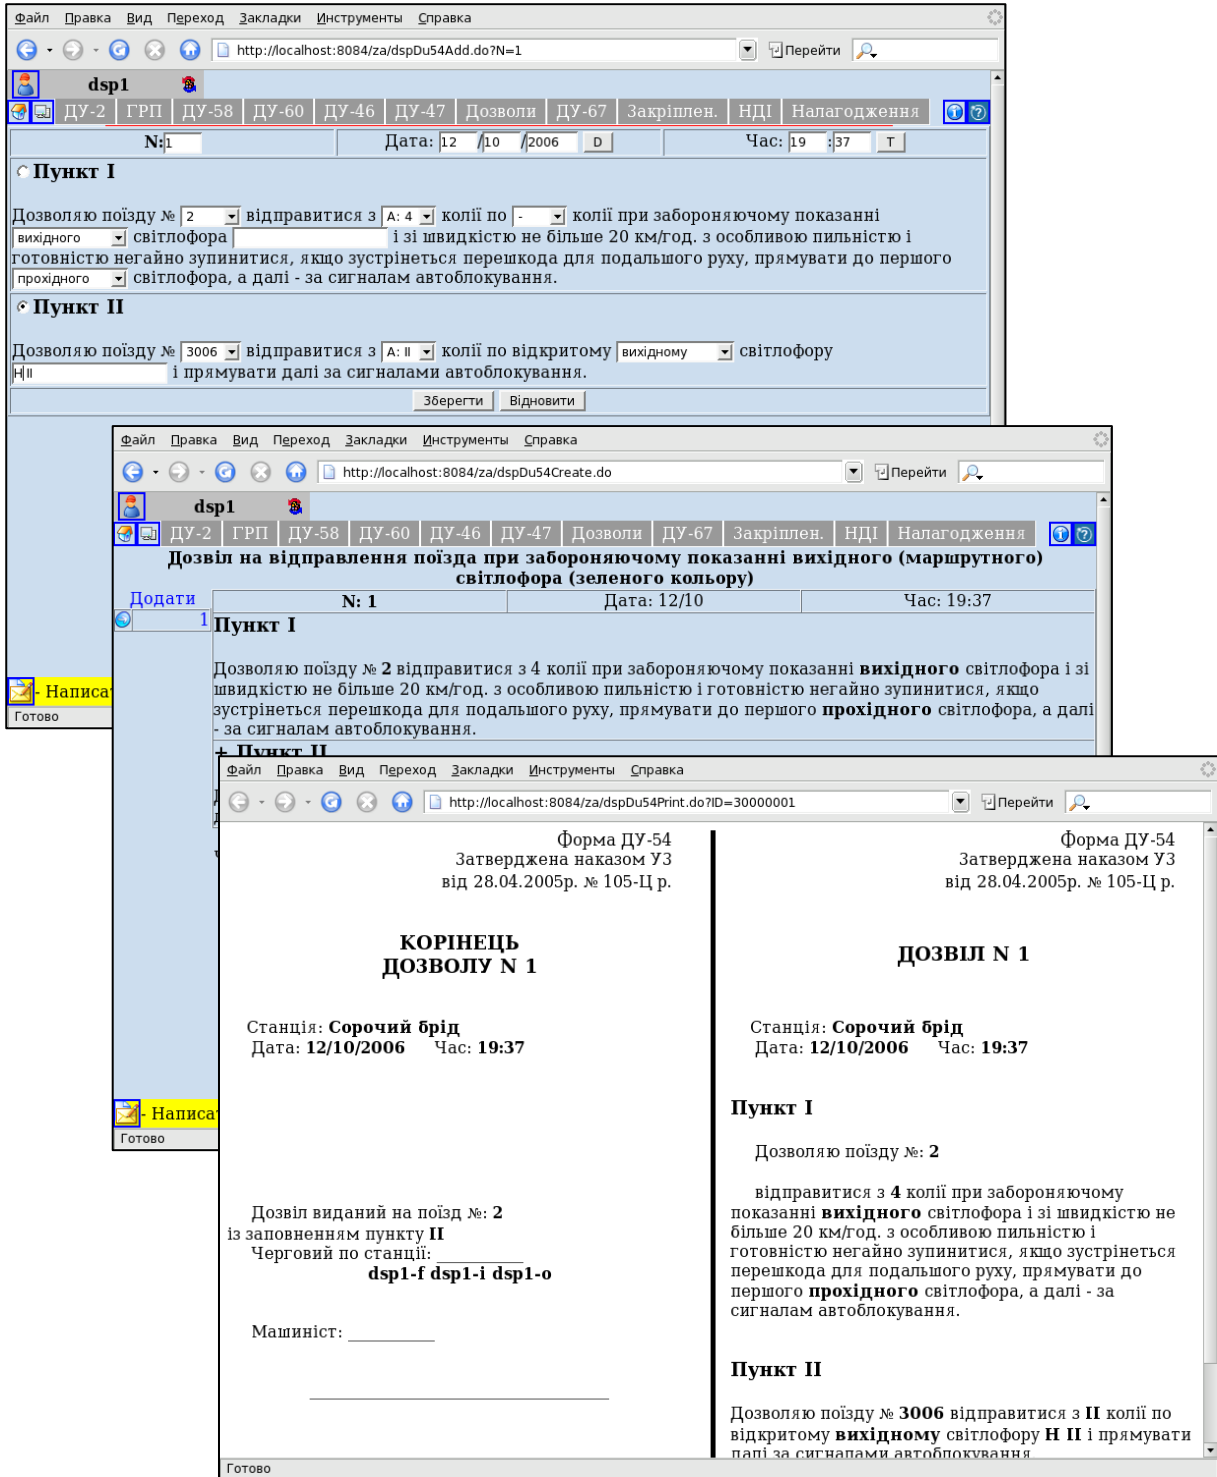 Файл Правка Вид Переход Закладки Инструменты Справка
http://localhost:8084/za/dspDu54Add.do?N=1 Перейти
dsp1
ДУ-2 ГРП ДУ-58 ДУ-60 ДУ-46 ДУ-47 Дозволи ДУ-67 Закріплен. НДІ Налагодження
N: 1 Дата: 12 /10 /2006 D Час: 19 :37 T
Пункт I
Дозволяю поїзду № 2 відправитися з А: 4 колії по - колії при забороняючому показанні
вихідного світлофора і зі швидкістю не більше 20 км/год. з особливою пильністю і
готовністю негайно зупинитися, якщо зустрінеться перешкода для подальшого руху, прямувати до першого
прохідного світлофора, а далі - за сигналам автоблокування.
Пункт II
Дозволяю поїзду № 3006 відправитися з А: II колії по відкритому вихідному світлофору
Н II і прямувати далі за сигналами автоблокування.
Зберегти Відновити
- Написа
Готово
Файл Правка Вид Переход Закладки Инструменты Справка
http://localhost:8084/za/dspDu54Create.do Перейти
dsp1
ДУ-2 ГРП ДУ-58 ДУ-60 ДУ-46 ДУ-47 Дозволи ДУ-67 Закріплен. НДІ Налагодження
Дозвіл на відправлення поїзда при забороняючому показанні вихідного (маршрутного)
світлофора (зеленого кольору)
Додати N: 1 Дата: 12/10 Час: 19:37
1
Пункт I
Дозволяю поїзду № 2 відправитися з 4 колії при забороняючому показанні вихідного світлофора і зі
швидкістю не більше 20 км/год. з особливою пильністю і готовністю негайно зупинитися, якщо
зустрінеться перешкода для подальшого руху, прямувати до першого прохідного світлофора, а далі
- за сигналам автоблокування.
+ Пункт II
- Написа
Готово
Файл Правка Вид Переход Закладки Инструменты Справка
http://localhost:8084/za/dspDu54Print.do?ID=30000001 Перейти
Форма ДУ-54
Затверджена наказом УЗ
від 28.04.2005р. № 105-Ц р.
КОРІНЕЦЬ
ДОЗВОЛУ N 1
Станція: Сорочий брід
Дата: 12/10/2006 Час: 19:37
Дозвіл виданий на поїзд №: 2
із заповненням пункту II
Черговий по станції:
dsp1-f dsp1-i dsp1-o
Машиніст:
Форма ДУ-54
Затверджена наказом УЗ
від 28.04.2005р. № 105-Ц р.
ДОЗВІЛ N 1
Станція: Сорочий брід
Дата: 12/10/2006 Час: 19:37
Пункт I
Дозволяю поїзду №: 2
відправитися з 4 колії при забороняючому
показанні вихідного світлофора і зі швидкістю не
більше 20 км/год. з особливою пильністю і
готовністю негайно зупинитися, якщо зустрінеться
перешкода для подальшого руху, прямувати до
першого прохідного світлофора, а далі - за
сигналам автоблокування.
Пункт II
Дозволяю поїзду № 3006 відправитися з II колії по
відкритому вихідному світлофору Н II і прямувати
далі за сигналами автоблокування
Готово